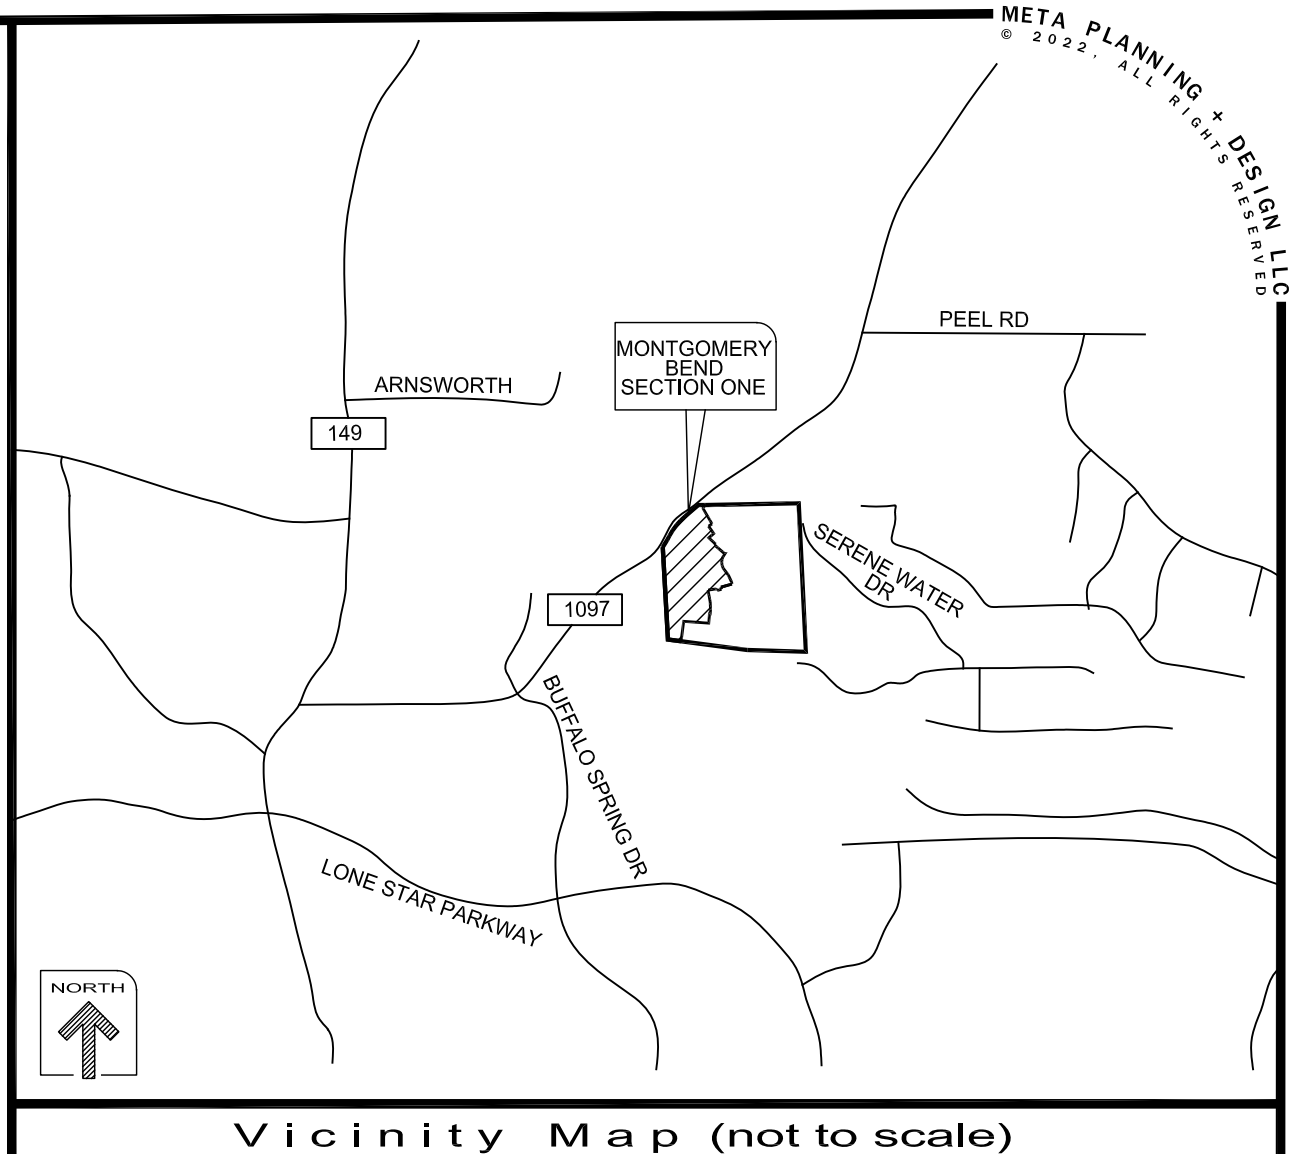 META PLANNING + DESIGN LLC
© 2022, ALL RIGHTS RESERVED
PEEL RD
MONTGOMERY
BEND
SECTION ONE
ARNSWORTH
149
SERENE WATER
DR
1097
BUFFALO SPRING DR
LONE STAR PARKWAY
NORTH
Vicinity Map (not to scale)